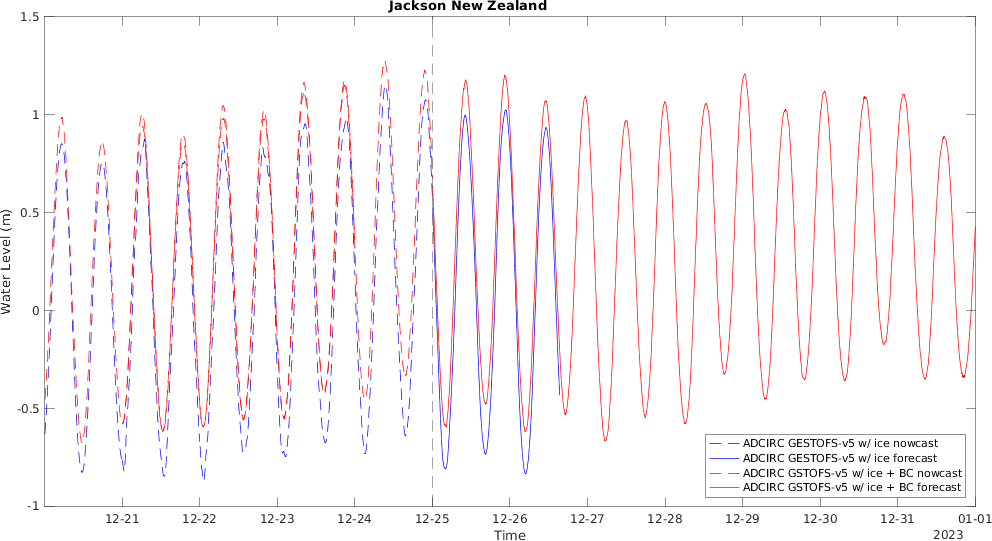 Jackson New Zealand
1.5
1
0.5
0
-0.5
-1
Water Level (m)
12-21
12-22
12-23
12-24
12-25
12-26
12-27
12-28
12-29
12-30
12-31
01-01
Time
2023
ADCIRC GESTOFS-v5 w/ ice nowcast
ADCIRC GESTOFS-v5 w/ ice forecast
ADCIRC GSTOFS-v5 w/ ice + BC nowcast
ADCIRC GSTOFS-v5 w/ ice + BC forecast